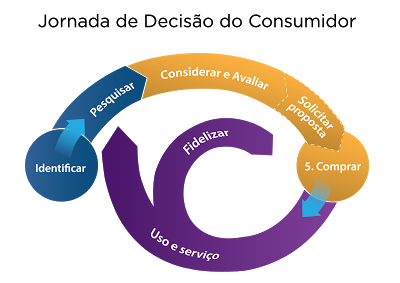 Jornada de Decisão do Consumidor
Identificar
Pesquisar
Considerar e Avaliar
Solicitar
proposta
5. Comprar
Uso e serviço
Fidelizar